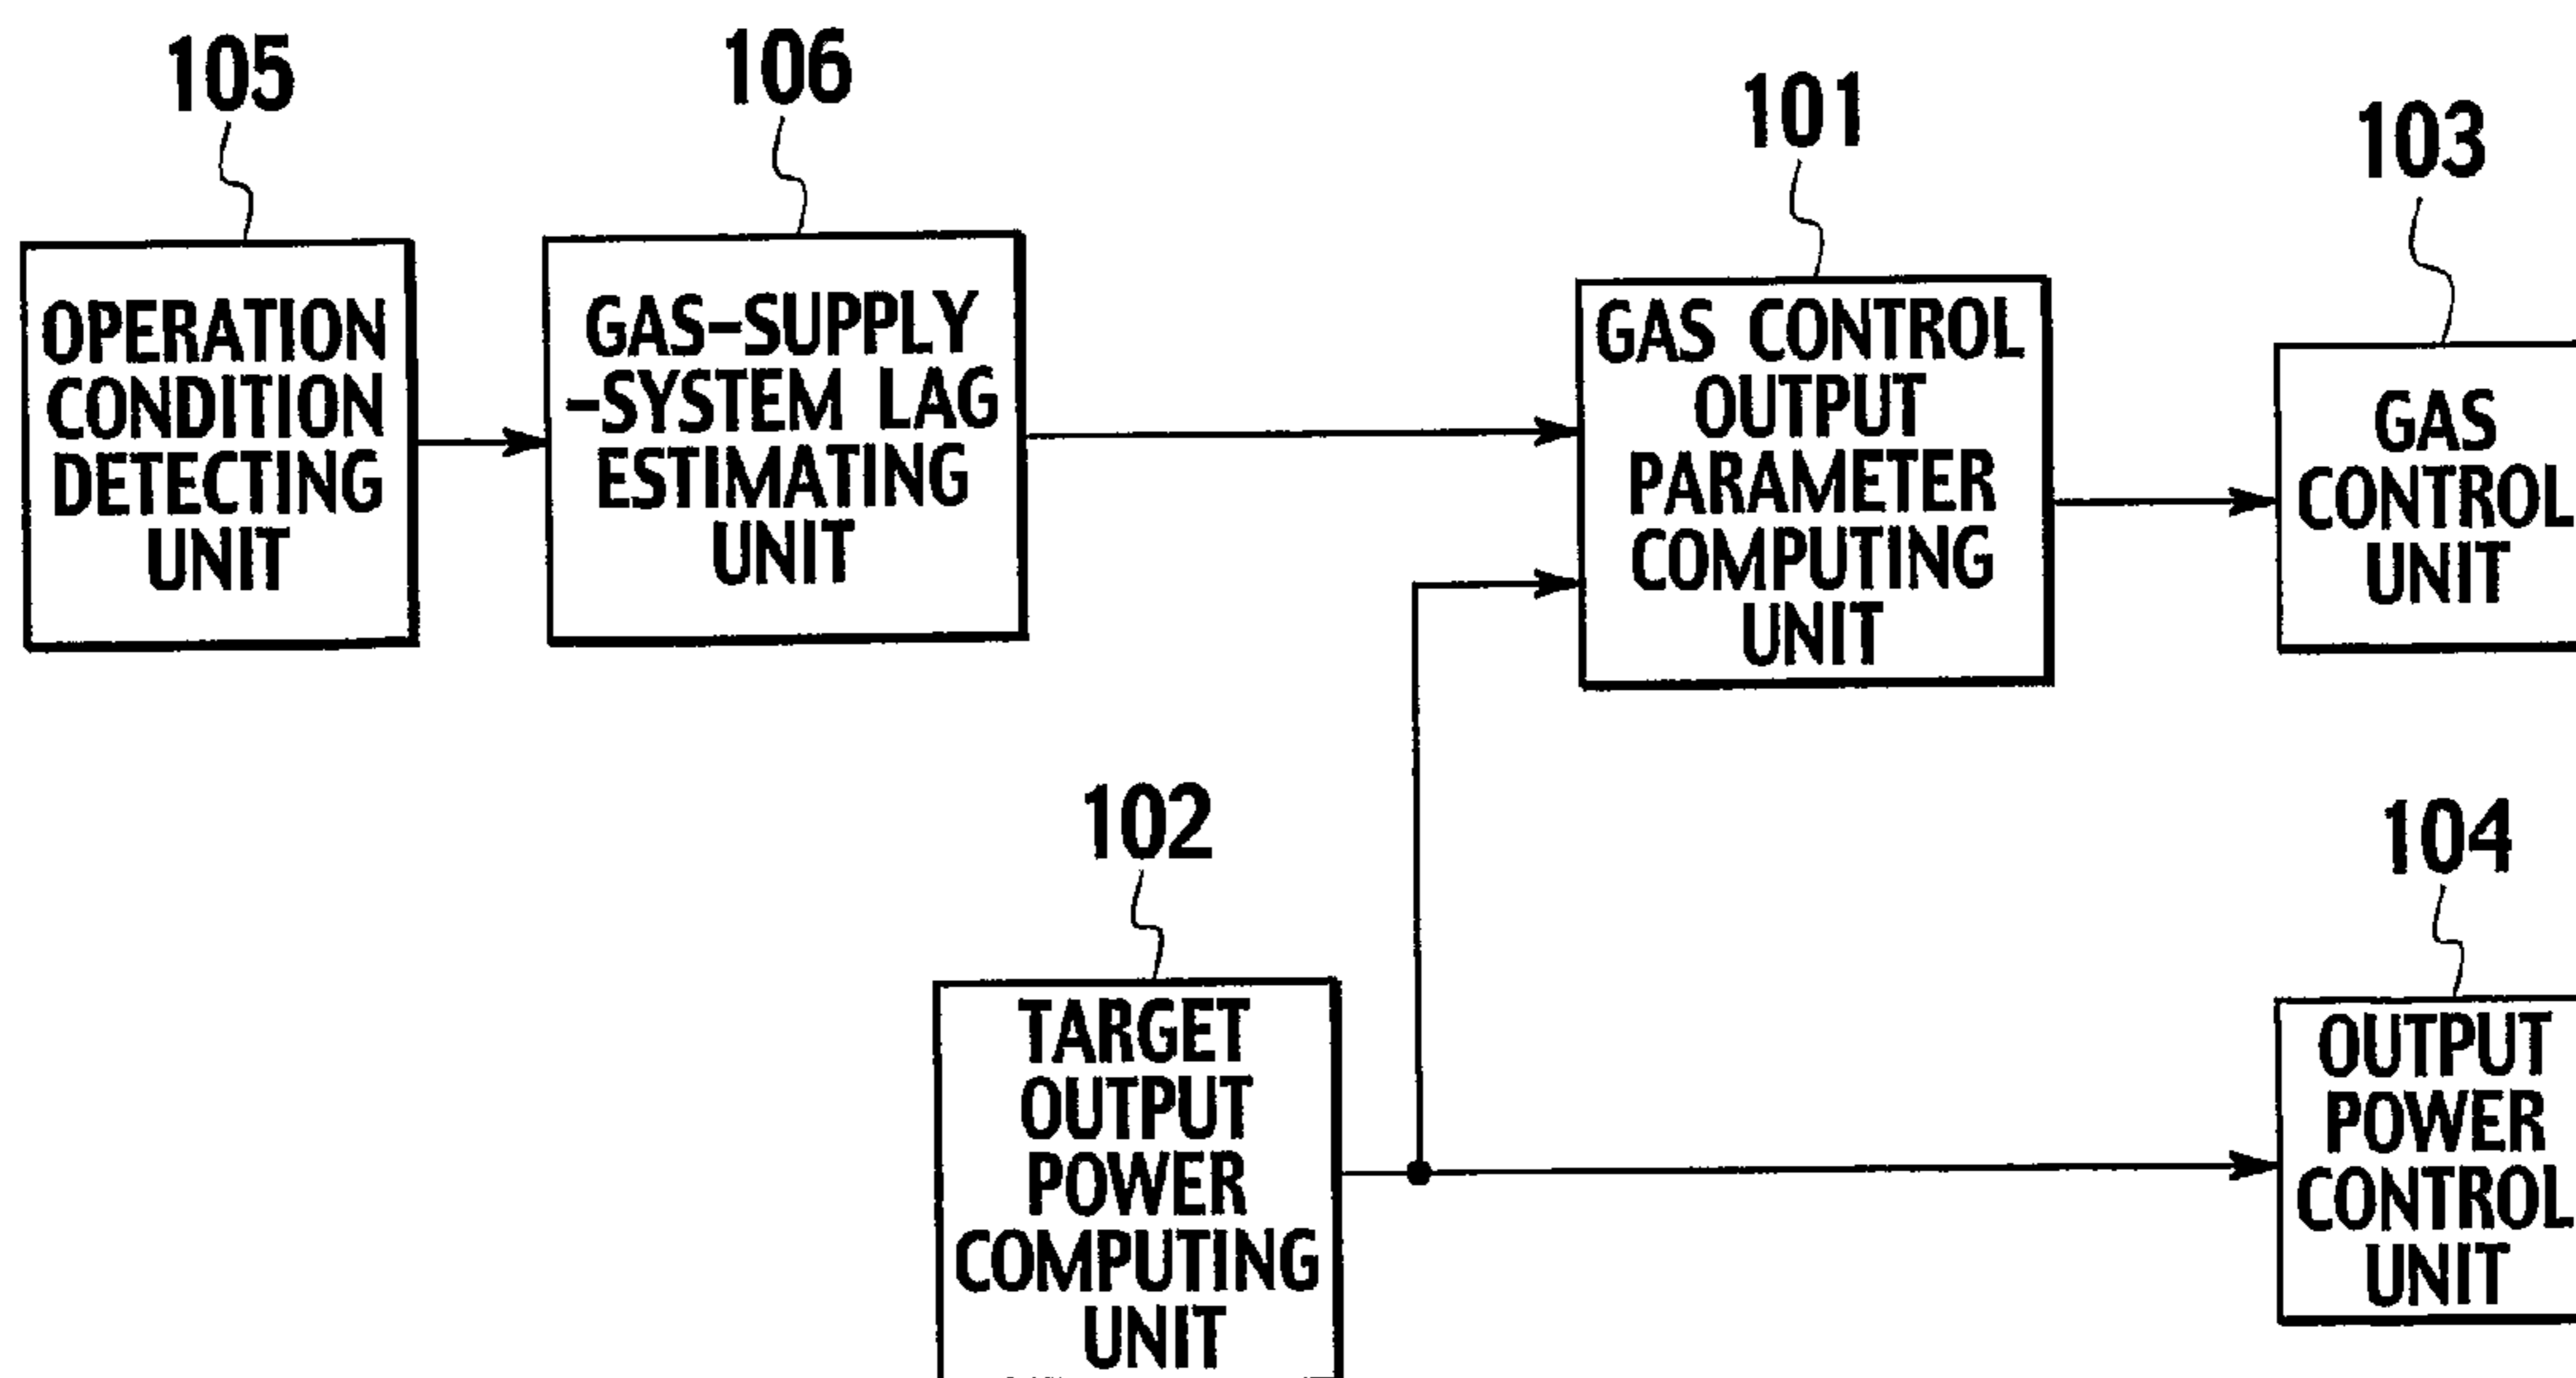 105
OPERATION
CONDITION
DETECTING
UNIT
106
GAS-SUPPLY
-SYSTEM LAG
ESTIMATING
UNIT
101
GAS CONTROL
OUTPUT
PARAMETER
COMPUTING
UNIT
103
GAS
CONTROL
UNIT
102
TARGET
OUTPUT
POWER
COMPUTING
UNIT
104
OUTPUT
POWER
CONTROL
UNIT